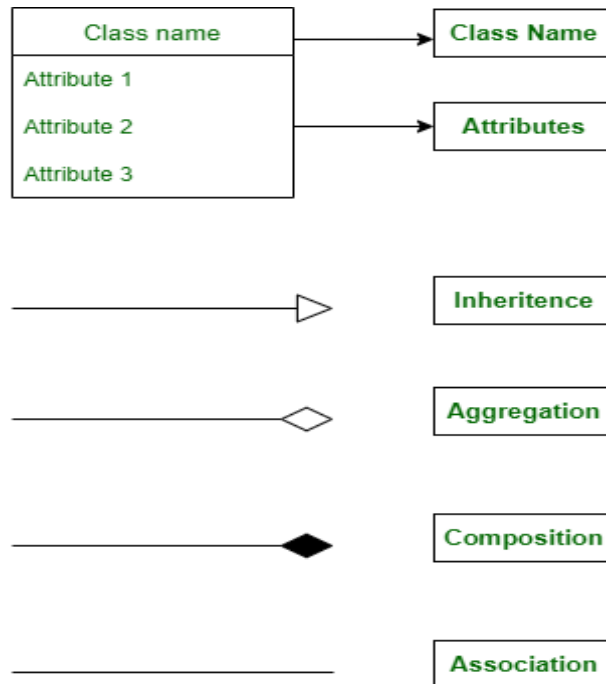 Class name
Class Name
Attribute 1
Attribute 2
Attributes
Attribute 3
Inheritence
Aggregation
Composition
Association